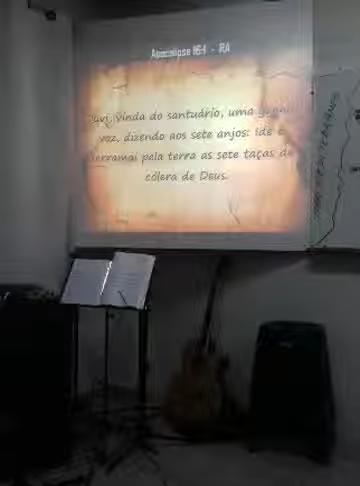 Apocalipse 16:1 - RA
Ouvi, vinda do santuário, uma grande
voz, dizendo aos sete anjos: Ide e
derramai pela terra as sete taças da
cólera de Deus.